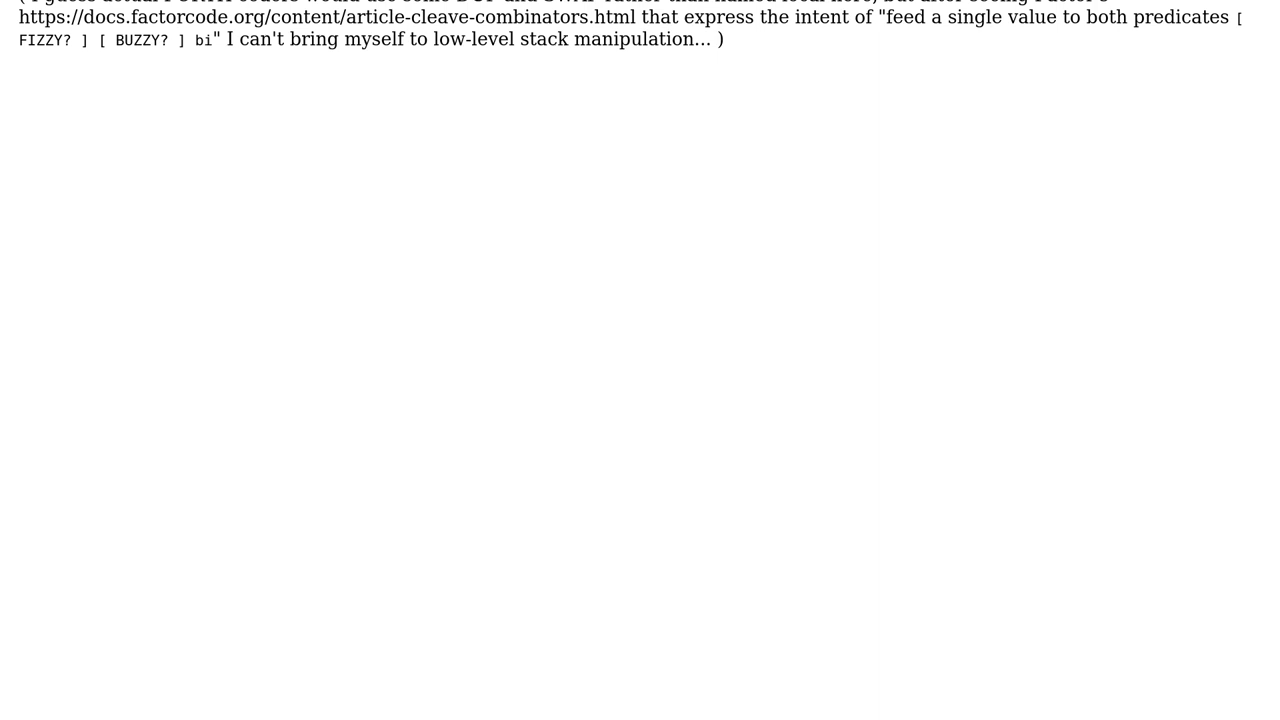 https://docs.factorcode.org/content/article-cleave-combinators.html that express the intent of "feed a single value to both predicates [
FIZZY? ] [ BUZZY? ] bi" I can't bring myself to low-level stack manipulation... )